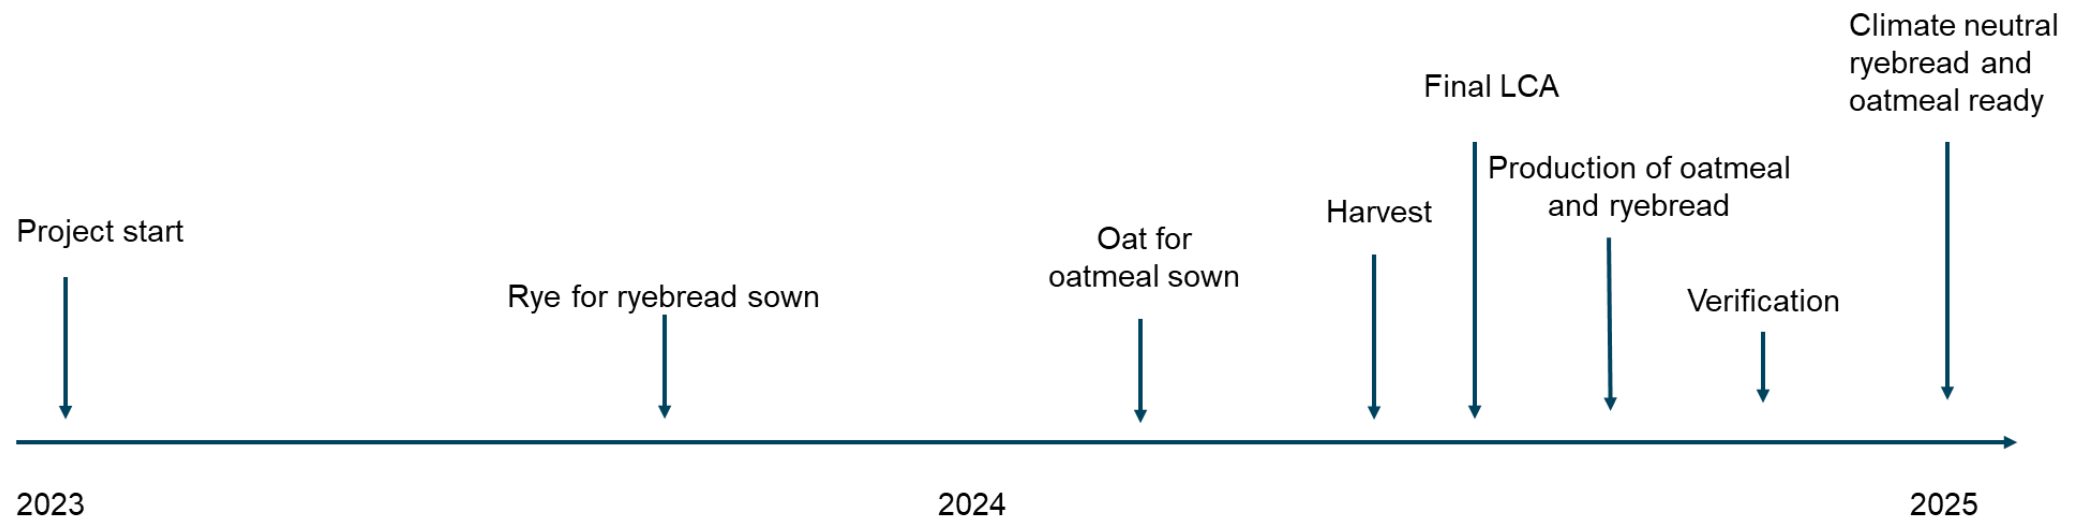 Climate neutral
ryebread and
oatmeal ready
Final LCA
Production of oatmeal
and ryebread
Harvest
Project start
Oat for
oatmeal sown
Rye for ryebread sown
Verification
2023
2024
2025